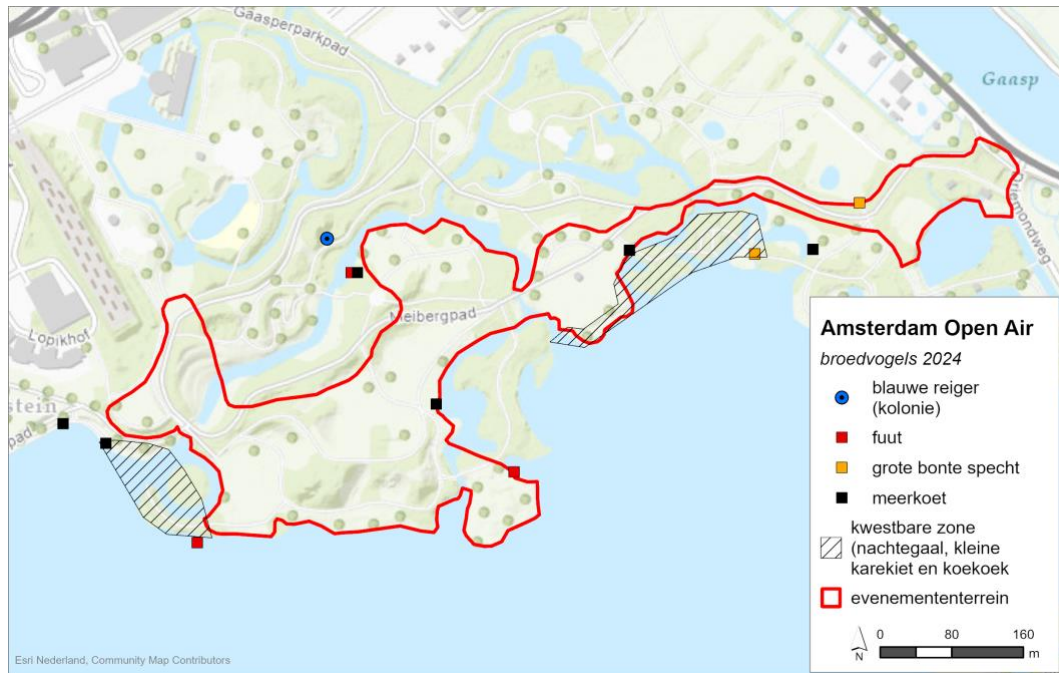 Gaasperparkpad
Gaasp
Driemondweg
Meibergpad
Lopikhof
stein
pad
Amsterdam Open Air
broedvogels 2024
blauwe reiger
(kolonie)
fuut
grote bonte specht
meerkoet
kwestbare zone
(nachtegaal, kleine
karekiet en koekoek
evenemententerrein
N
0 80 160
m
Esri Nederland, Community Map Contributors